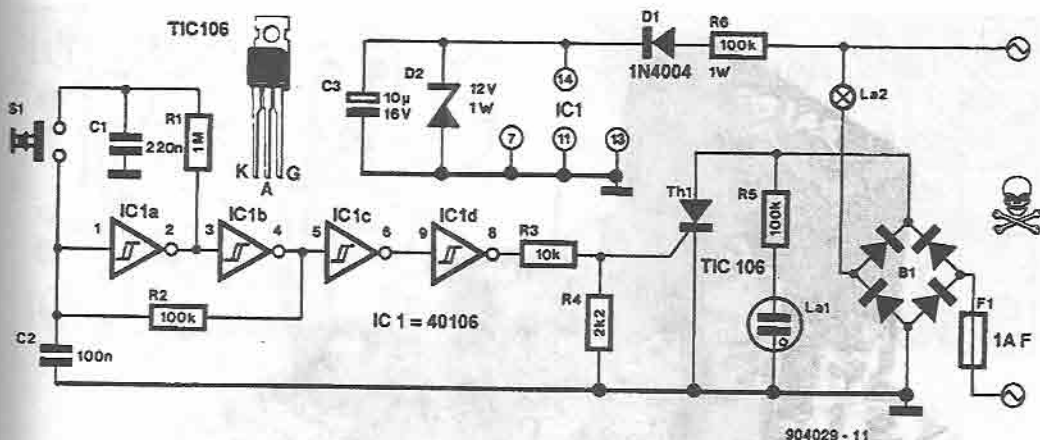 TIC106
K
A
G
S1
C1
220n
R1
1M
C3
10µ
16V
D2
12V
1W
14
IC1
7
11
13
D1
1N4004
R6
100k
1W
La2
Th1
TIC 106
R5
100k
La1
B1
F1
1A F
1
IC1a
2
3
IC1b
4
5
IC1c
6
9
IC1d
8
R3
10k
R4
2k2
R2
100k
C2
100n
IC 1 = 40106
904029 - 11